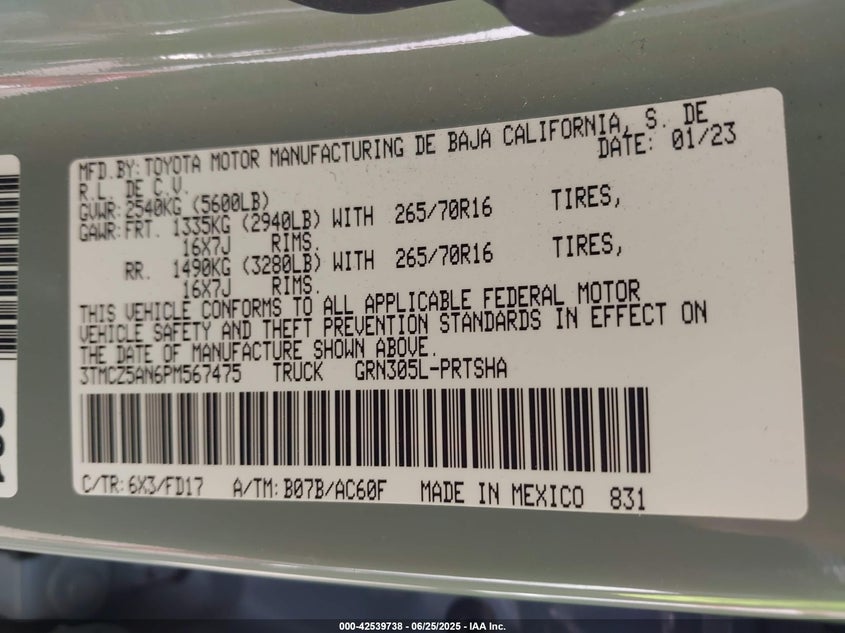 MFD.BY:TOYOTA MOTOR MANUFACTURING DE BAJA CALIFORNIA, S. DE
R.L. DE C.V. DATE: 01/23
GVWR:2540KG (5600LB)
GAWR:FRT. 1335KG (2940LB) WITH 265/70R16 TIRES,
16X7J RIMS.
RR. 1490KG (3280LB) WITH 265/70R16 TIRES,
16X7J RIMS.
THIS VEHICLE CONFORMS TO ALL APPLICABLE FEDERAL MOTOR
VEHICLE SAFETY AND THEFT PREVENTION STANDARDS IN EFFECT ON
THE DATE OF MANUFACTURE SHOWN ABOVE.
3TMCZ5AN6PM567475 TRUCK GRN305L-PRTSHA
C/TR:6X3/FD17 A/TM:B07B/AC60F MADE IN MEXICO 831
000-42539738 - 06/25/2025 - IAA Inc.